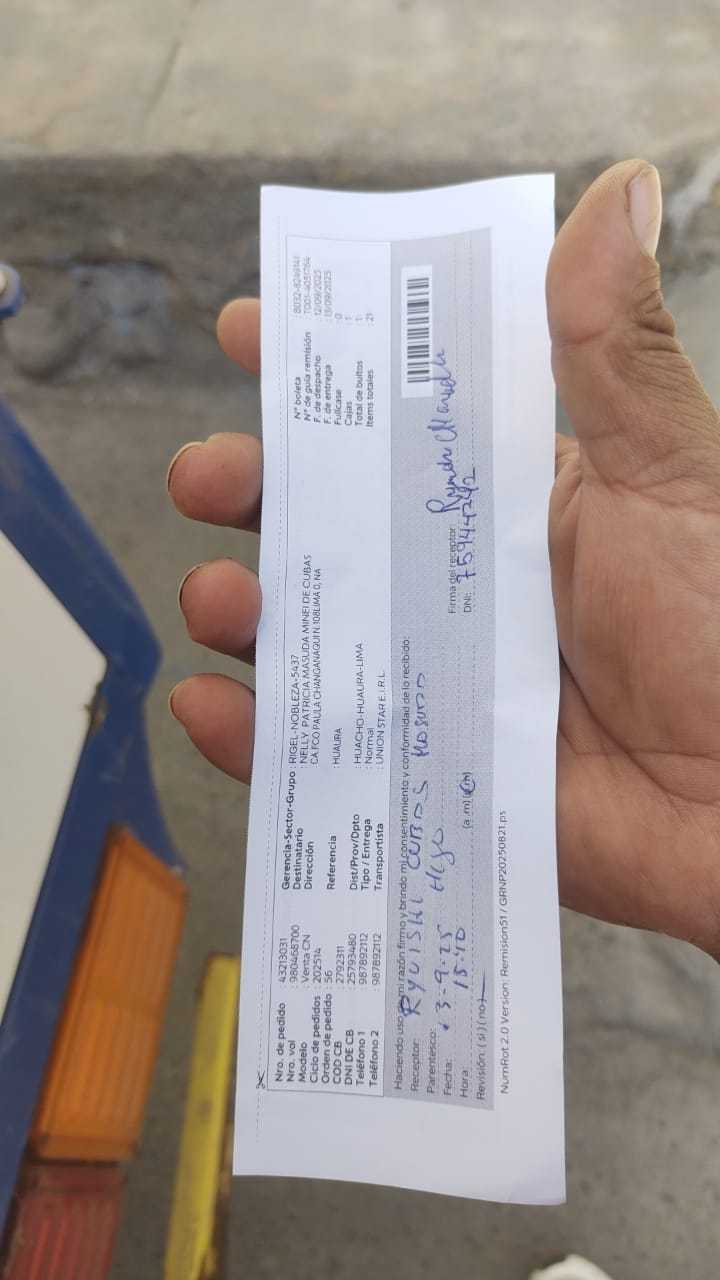 Nro. de pedido : 43213031
Nro. vol : 980468700
Modelo : Venta CN
Ciclo de pedidos : 202514
Orden de pedido : 56
COD CB : 2792311
DNI DE CB : 25793480
Teléfono 1 : 987892112
Teléfono 2 : 987892112
Gerencia-Sector-Grupo : RIGEL-NOBLEZA-5437
Destinatario : NELLY PATRICIA MASUDA MINEI DE CUBAS
Dirección : CA FCO PAULA CHANGANAQUI N.108LIMA 0, NA
Referencia : HUAURA
Dist/Prov/Dpto : HUACHO-HUAURA-LIMA
Tipo / Entrega : Normal
Transportista : UNION STAR E.I.R.L.
N° boleta
N° de guía remisión
F. de despacho : 12/09/2025
F. de entrega : 13/09/2025
Fullcase : 0
Cajas : 1
Total de bultos : 1
Items totales : 21
Haciendo uso de mi razón firmo y brindo mi consentimiento y conformidad de lo recibido:
Receptor: RYUISHI CUBAS
Parentesco: HIJO
Fecha: 13-9-25
Hora: 15:40 (a.m) (p.m)
Revisión: (si) (no)
Firma del receptor:
DNI:
NumRot 2.0 Version: Remision51 / GRNP20250821.ps